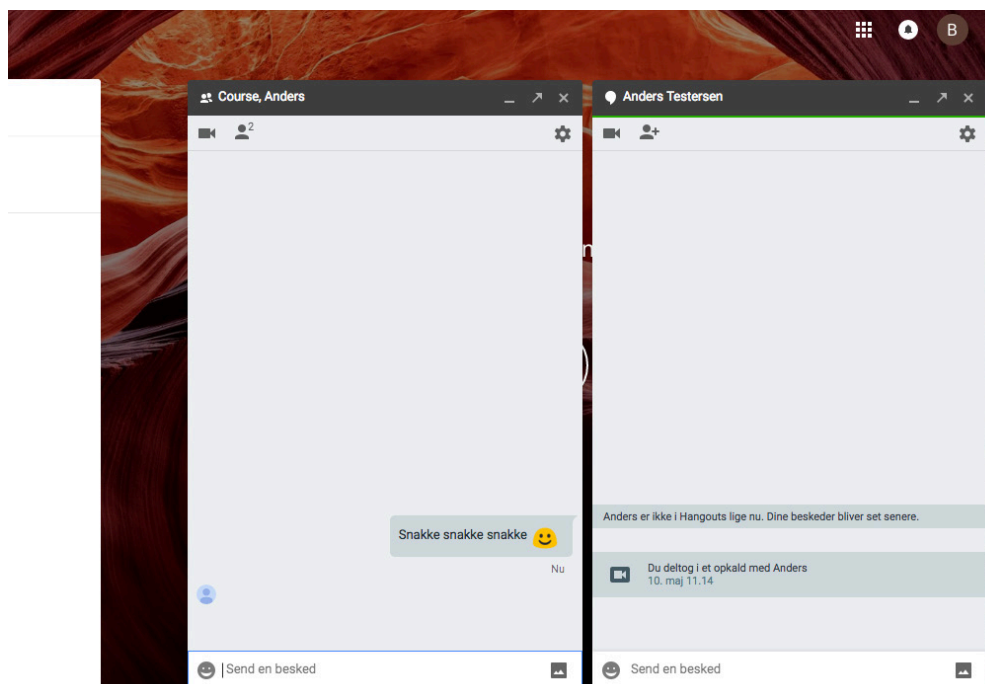 B
Course, Anders
2
Snakke snakke snakke
Nu
Send en besked
Anders Testersen
Anders er ikke i Hangouts lige nu. Dine beskeder bliver set senere.
Du deltog i et opkald med Anders
10. maj 11.14
Send en besked